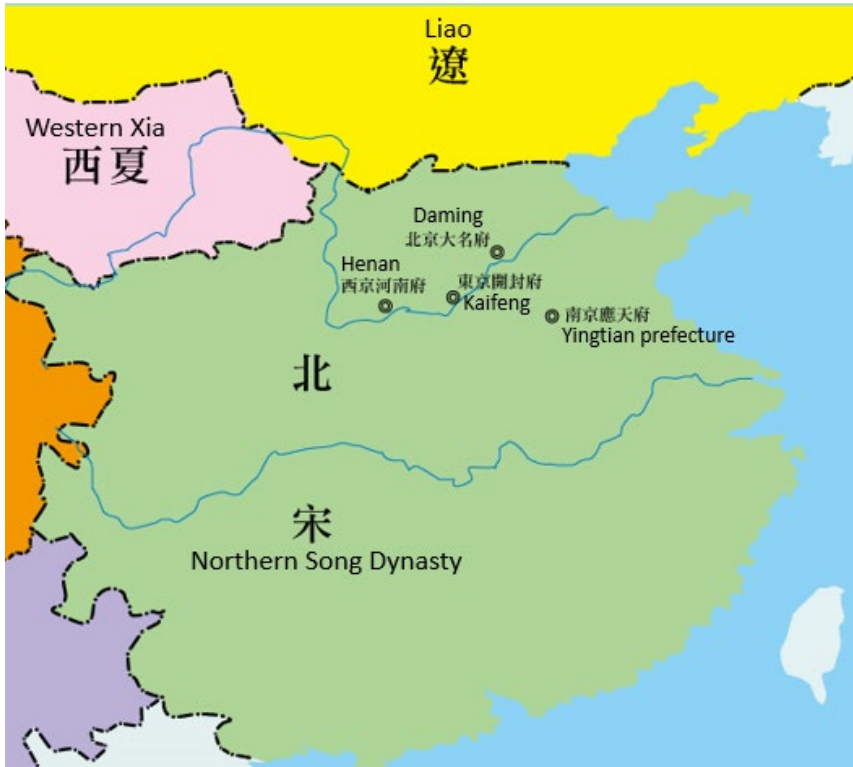 Liao
遼
Western Xia
西夏
Daming
北京大名府
Henan
西京河南府
東京開封府
Kaifeng
南京應天府
Yingtian prefecture
北
宋
Northern Song Dynasty